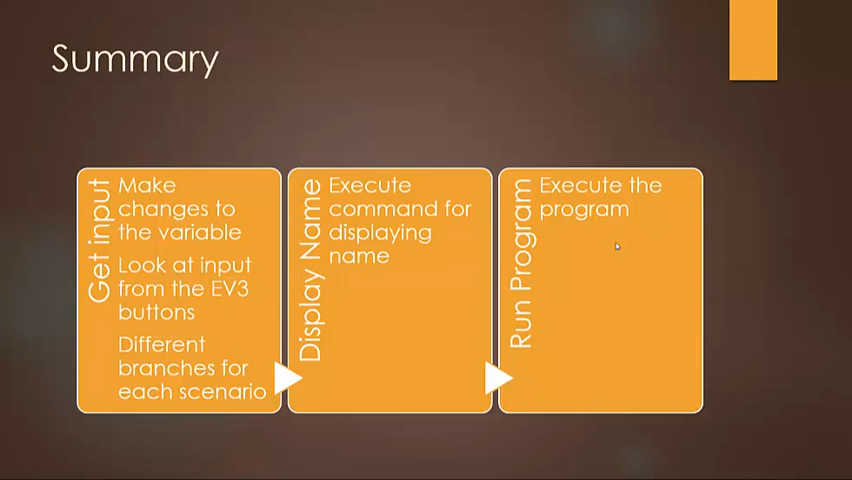 Summary
Get input
Make
changes to
the variable
Look at input
from the EV3
buttons
Different
branches for
each scenario
Display Name
Execute
command for
displaying
name
Run Program
Execute the
program